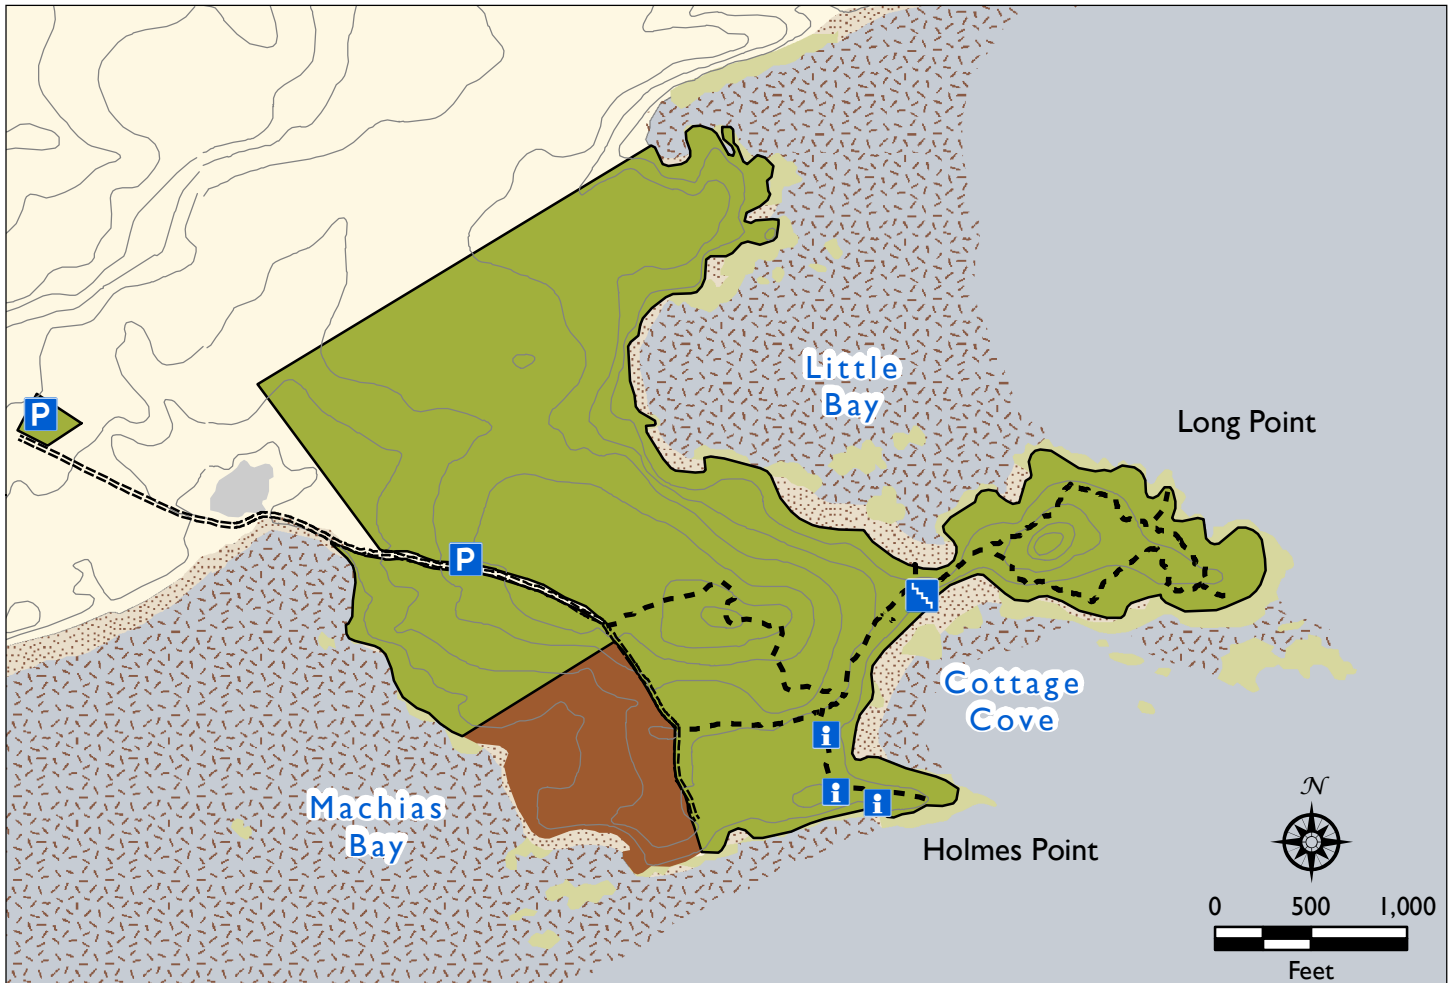 Little
Bay
Long Point
P
P
Cottage
Cove
i
Machias
Bay
i
i
Holmes Point
N
0 500 1,000
Feet